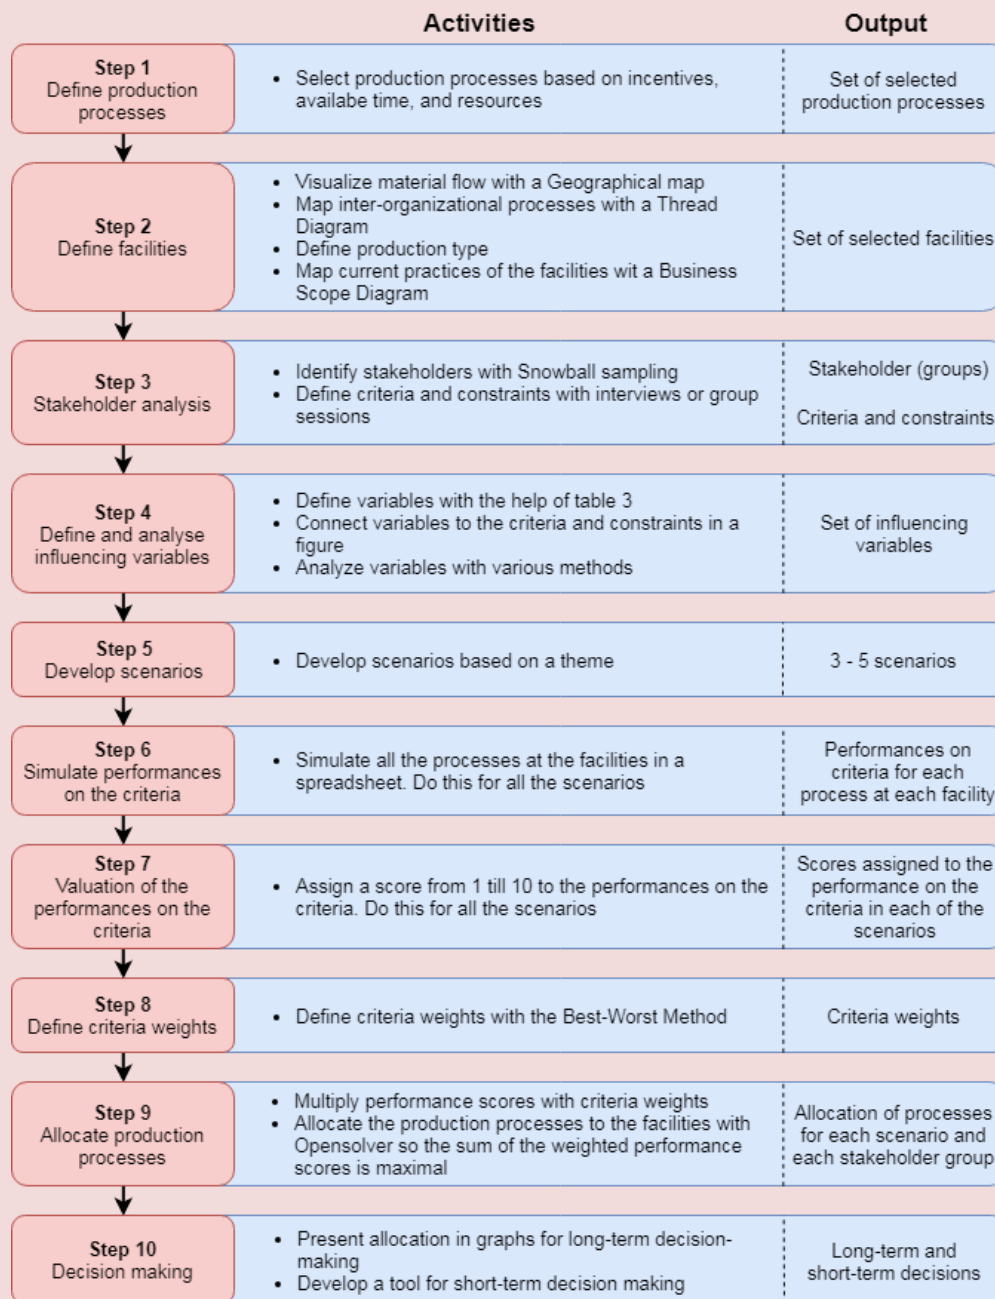 Activities
Output
Step 1
Define production
processes
• Select production processes based on incentives,
availabe time, and resources
Set of selected
production processes
Step 2
Define facilities
• Visualize material flow with a Geographical map
• Map inter-organizational processes with a Thread
Diagram
• Define production type
• Map current practices of the facilities wit a Business
Scope Diagram
Set of selected facilities
Step 3
Stakeholder analysis
• Identify stakeholders with Snowball sampling
• Define criteria and constraints with interviews or group
sessions
Stakeholder (groups)
Criteria and constraints
Step 4
Define and analyse
influencing variables
• Define variables with the help of table 3
• Connect variables to the criteria and constraints in a
figure
• Analyze variables with various methods
Set of influencing
variables
Step 5
Develop scenarios
• Develop scenarios based on a theme
3 - 5 scenarios
Step 6
Simulate performances
on the criteria
• Simulate all the processes at the facilities in a
spreadsheet. Do this for all the scenarios
Performances on
criteria for each
process at each facility
Step 7
Valuation of the
performances on the
criteria
• Assign a score from 1 till 10 to the performances on the
criteria. Do this for all the scenarios
Scores assigned to the
performance on the
criteria in each of the
scenarios
Step 8
Define criteria weights
• Define criteria weights with the Best-Worst Method
Criteria weights
Step 9
Allocate production
processes
• Multiply performance scores with criteria weights
• Allocate the production processes to the facilities with
Opensolver so the sum of the weighted performance
scores is maximal
Allocation of processes
for each scenario and
each stakeholder group
Step 10
Decision making
• Present allocation in graphs for long-term decision-
making
• Develop a tool for short-term decision making
Long-term and
short-term decisions